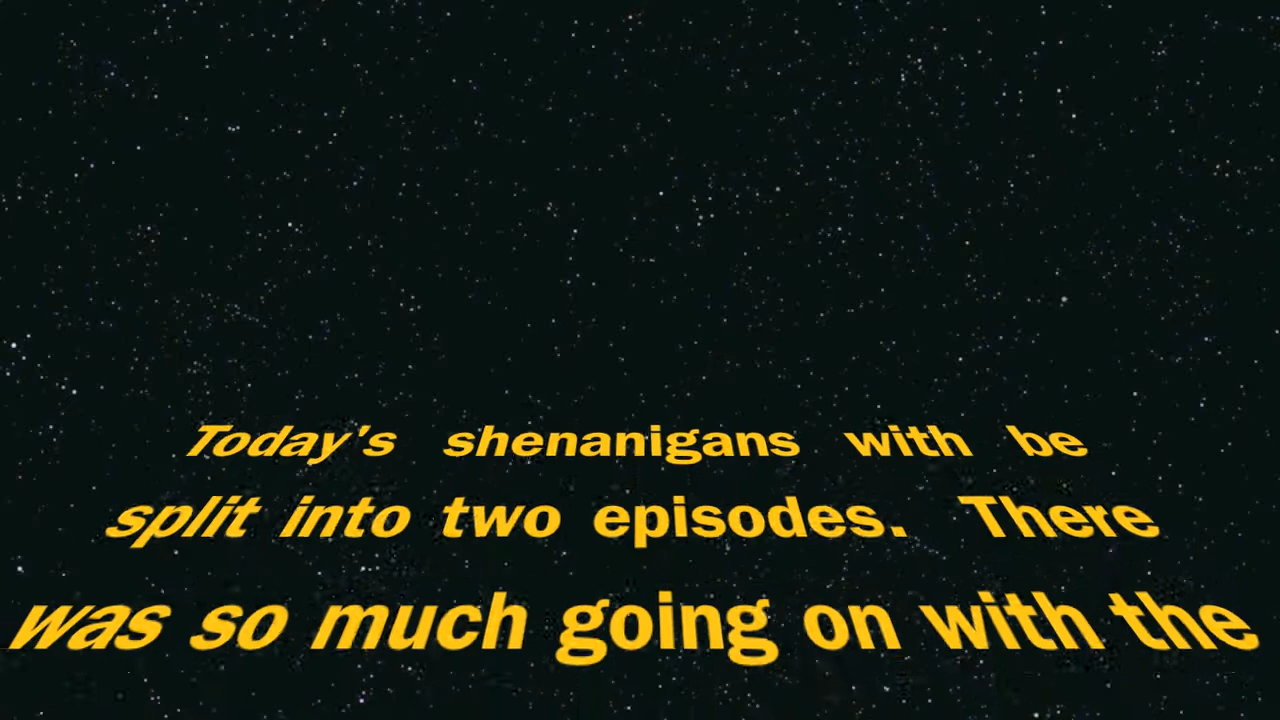 Today's shenanigans with be
split into two episodes. There
was so much going on with the